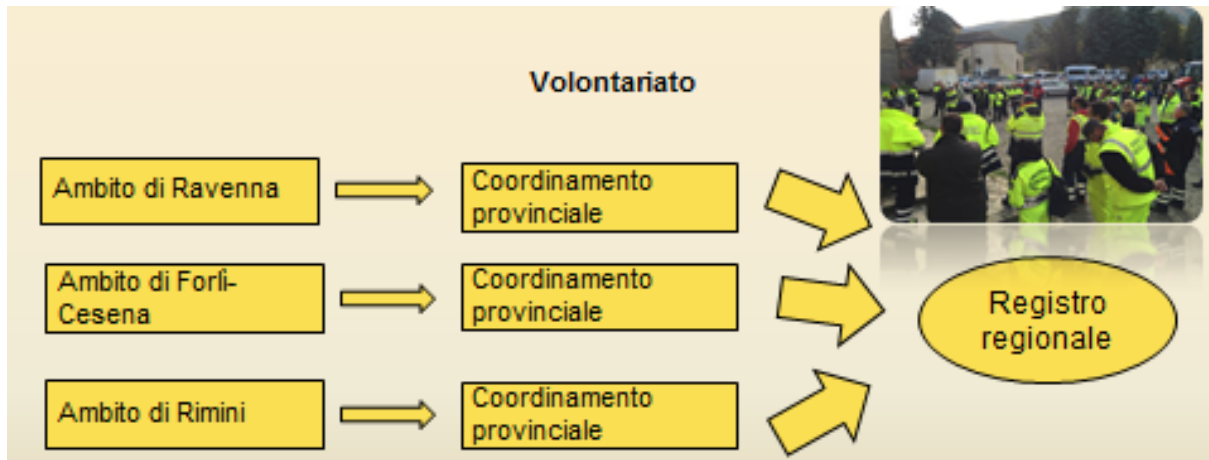 Volontariato
Ambito di Ravenna
Coordinamento
provinciale
Ambito di Forlì-
Cesena
Coordinamento
provinciale
Registro
regionale
Ambito di Rimini
Coordinamento
provinciale